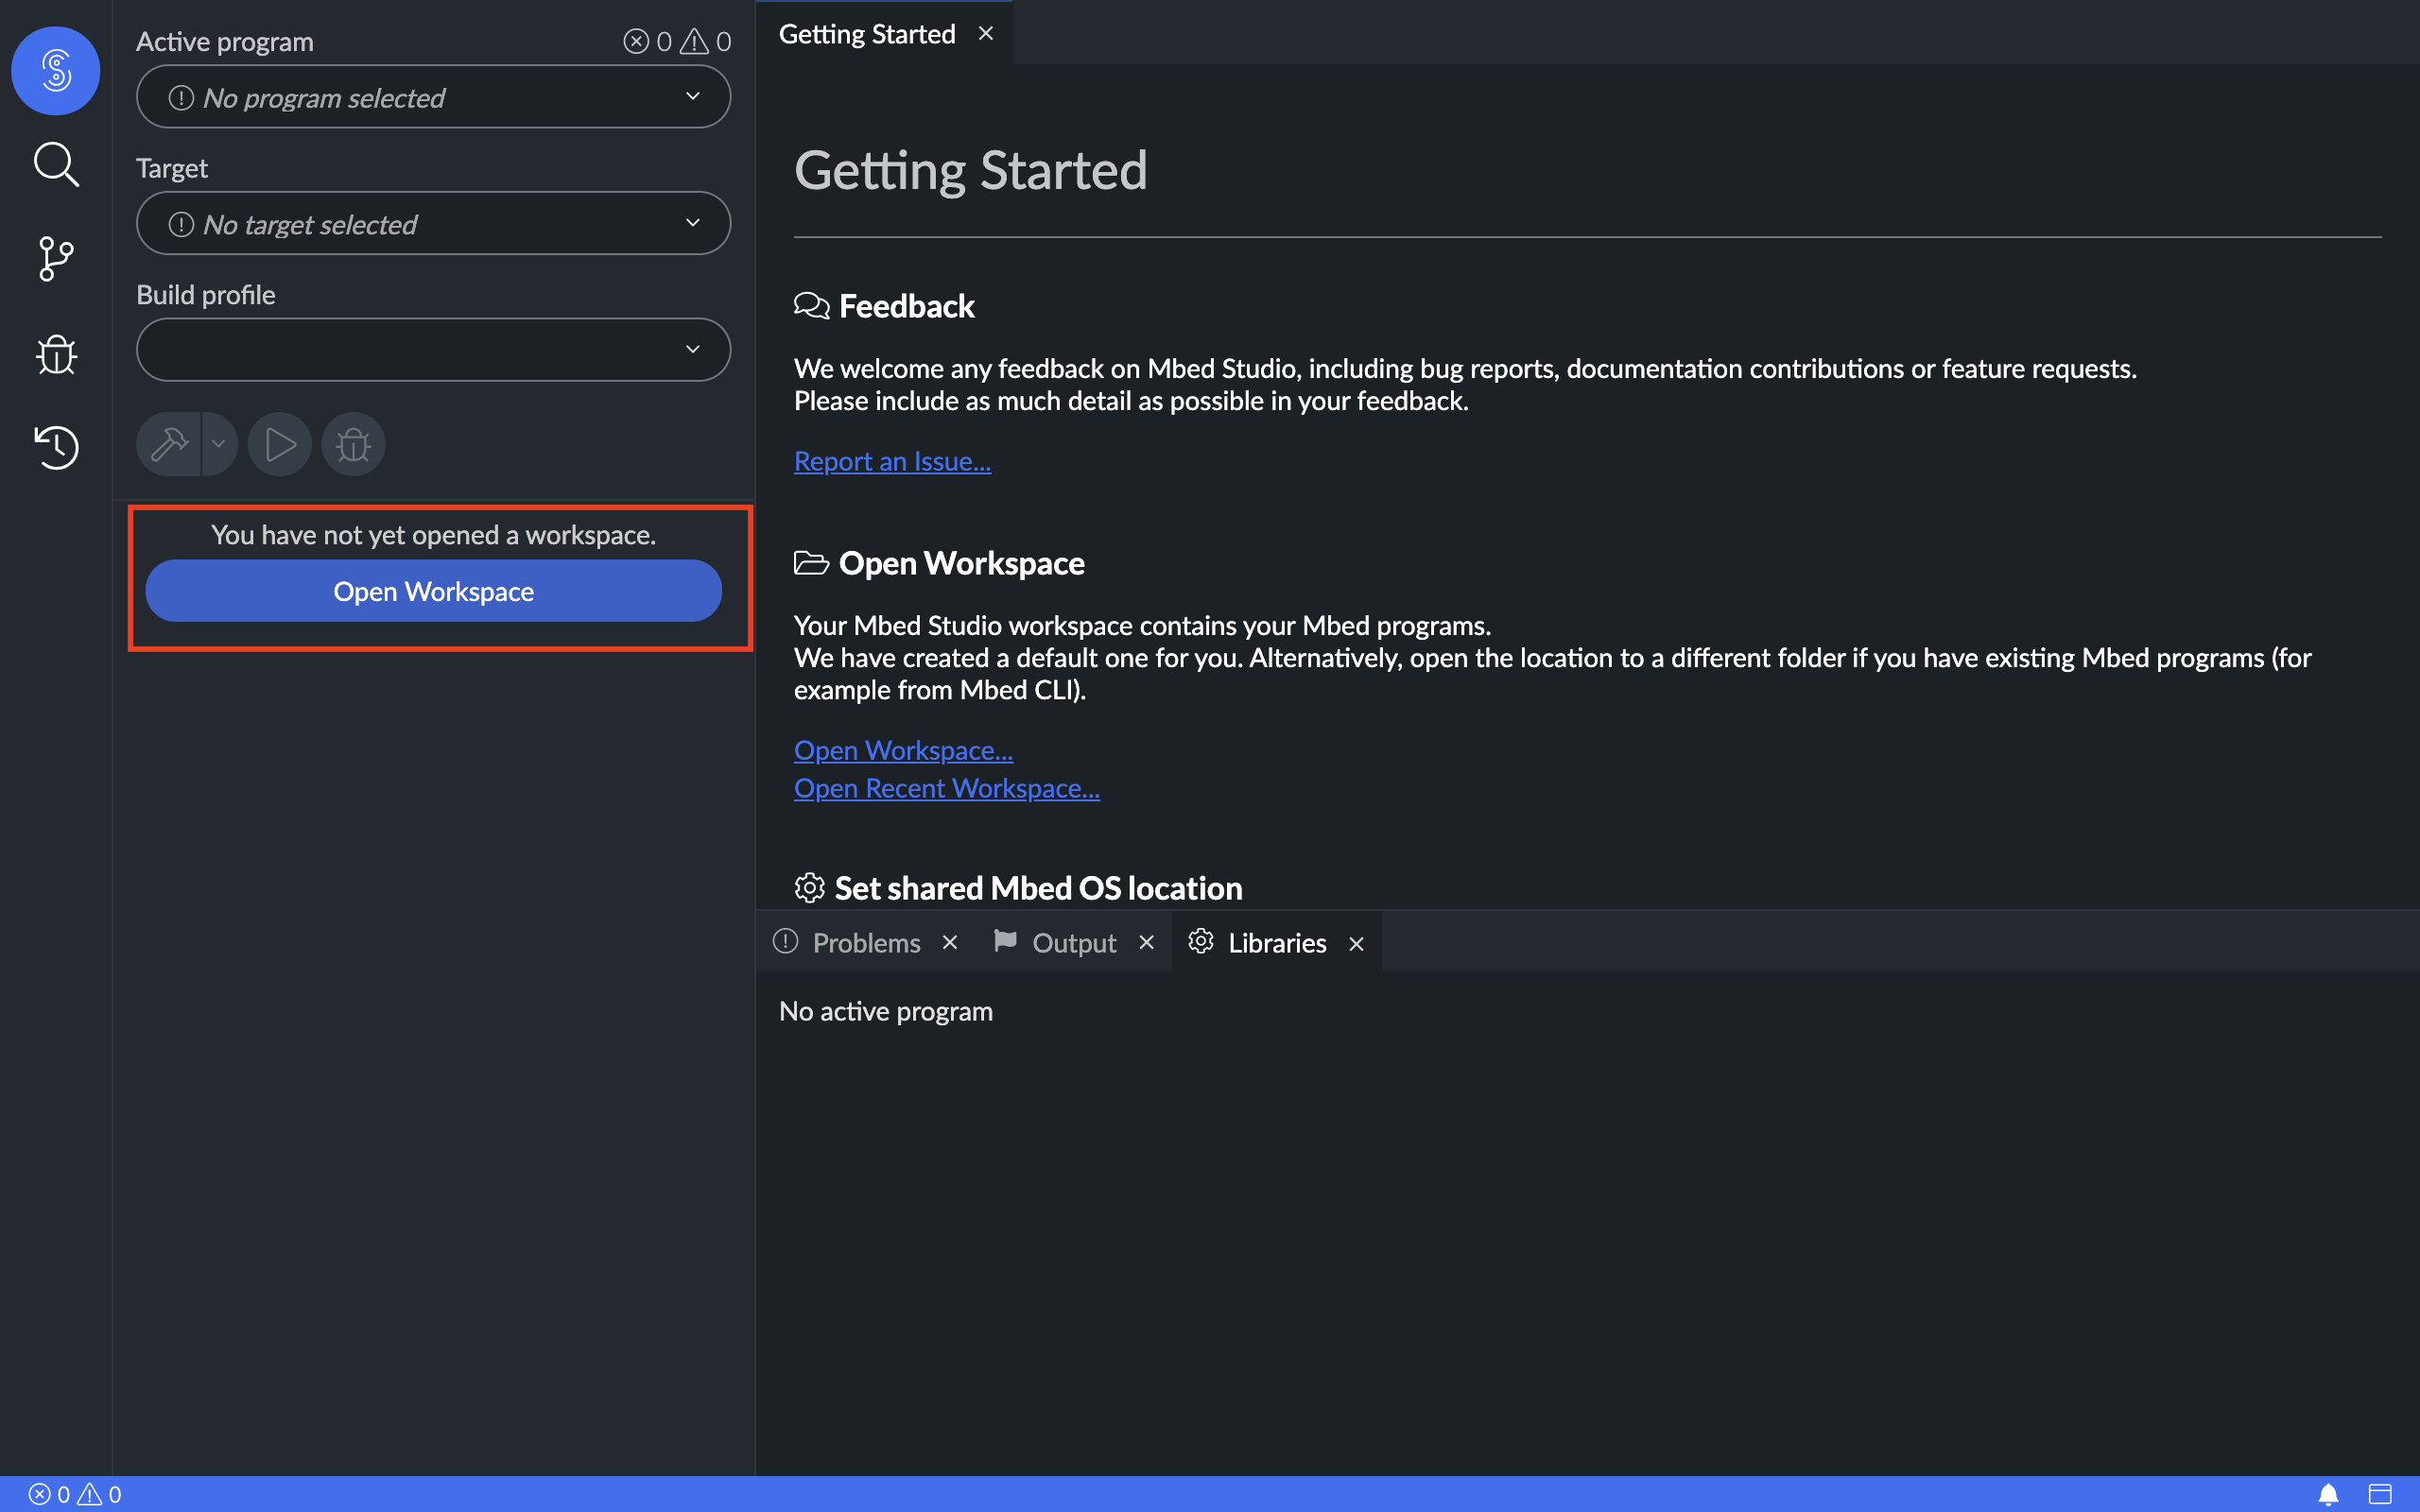 Active program
0 0
No program selected
Target
No target selected
Build profile
You have not yet opened a workspace.
Open Workspace
Getting Started
Getting Started
Feedback
We welcome any feedback on Mbed Studio, including bug reports, documentation contributions or feature requests.
Please include as much detail as possible in your feedback.
Report an Issue...
Open Workspace
Your Mbed Studio workspace contains your Mbed programs.
We have created a default one for you. Alternatively, open the location to a different folder if you have existing Mbed programs (for
example from Mbed CLI).
Open Workspace...
Open Recent Workspace...
Set shared Mbed OS location
Problems Output Libraries
No active program
0 0